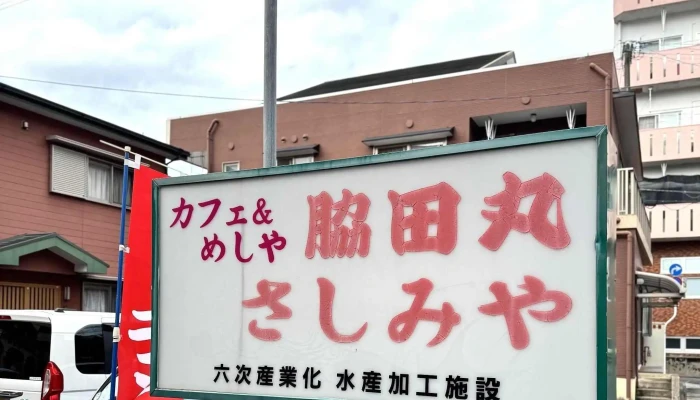 カフェ&
めしや
脇田丸
さしみや
六次産業化 水産加工施設